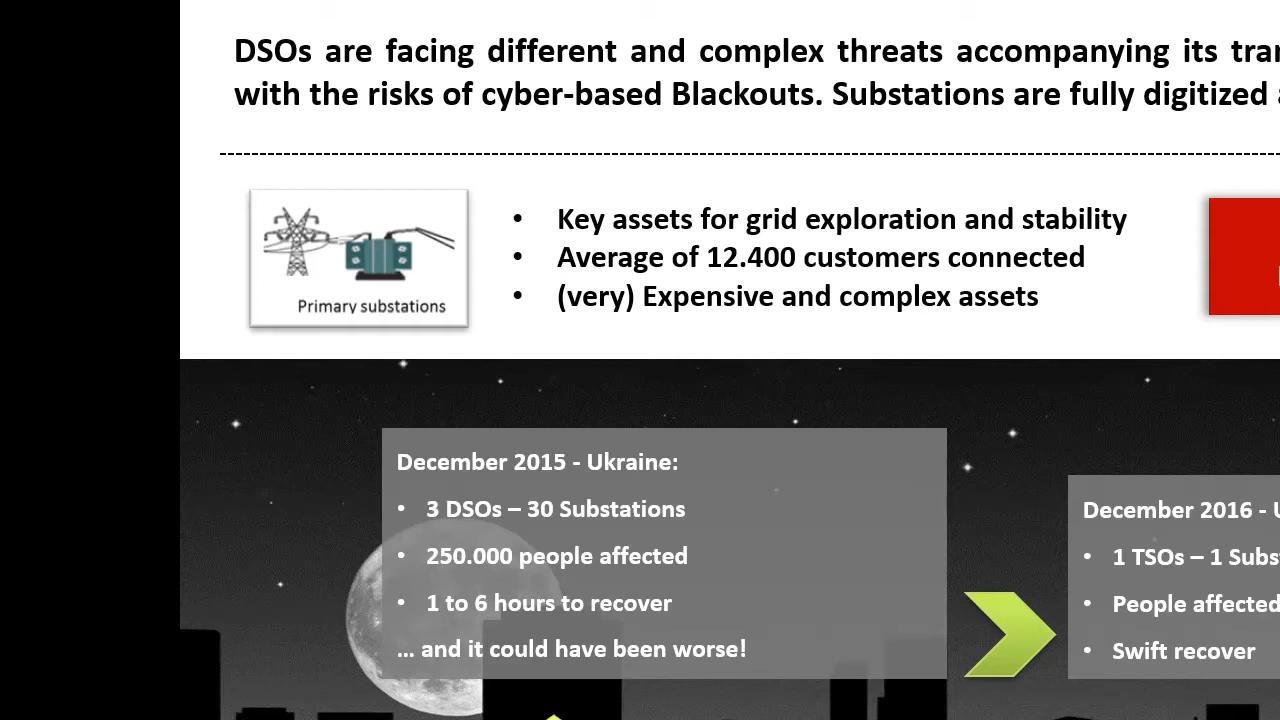 DSOs are facing different and complex threats accompanying its
with the risks of cyber-based Blackouts. Substations are fully digitized
Primary substations
• Key assets for grid exploration and stability
• Average of 12.400 customers connected
• (very) Expensive and complex assets
December 2015 - Ukraine:
• 3 DSOs – 30 Substations
• 250.000 people affected
• 1 to 6 hours to recover
... and it could have been worse!
December 2016 -
• 1 TSOs – 1
• People affected
• Swift recover